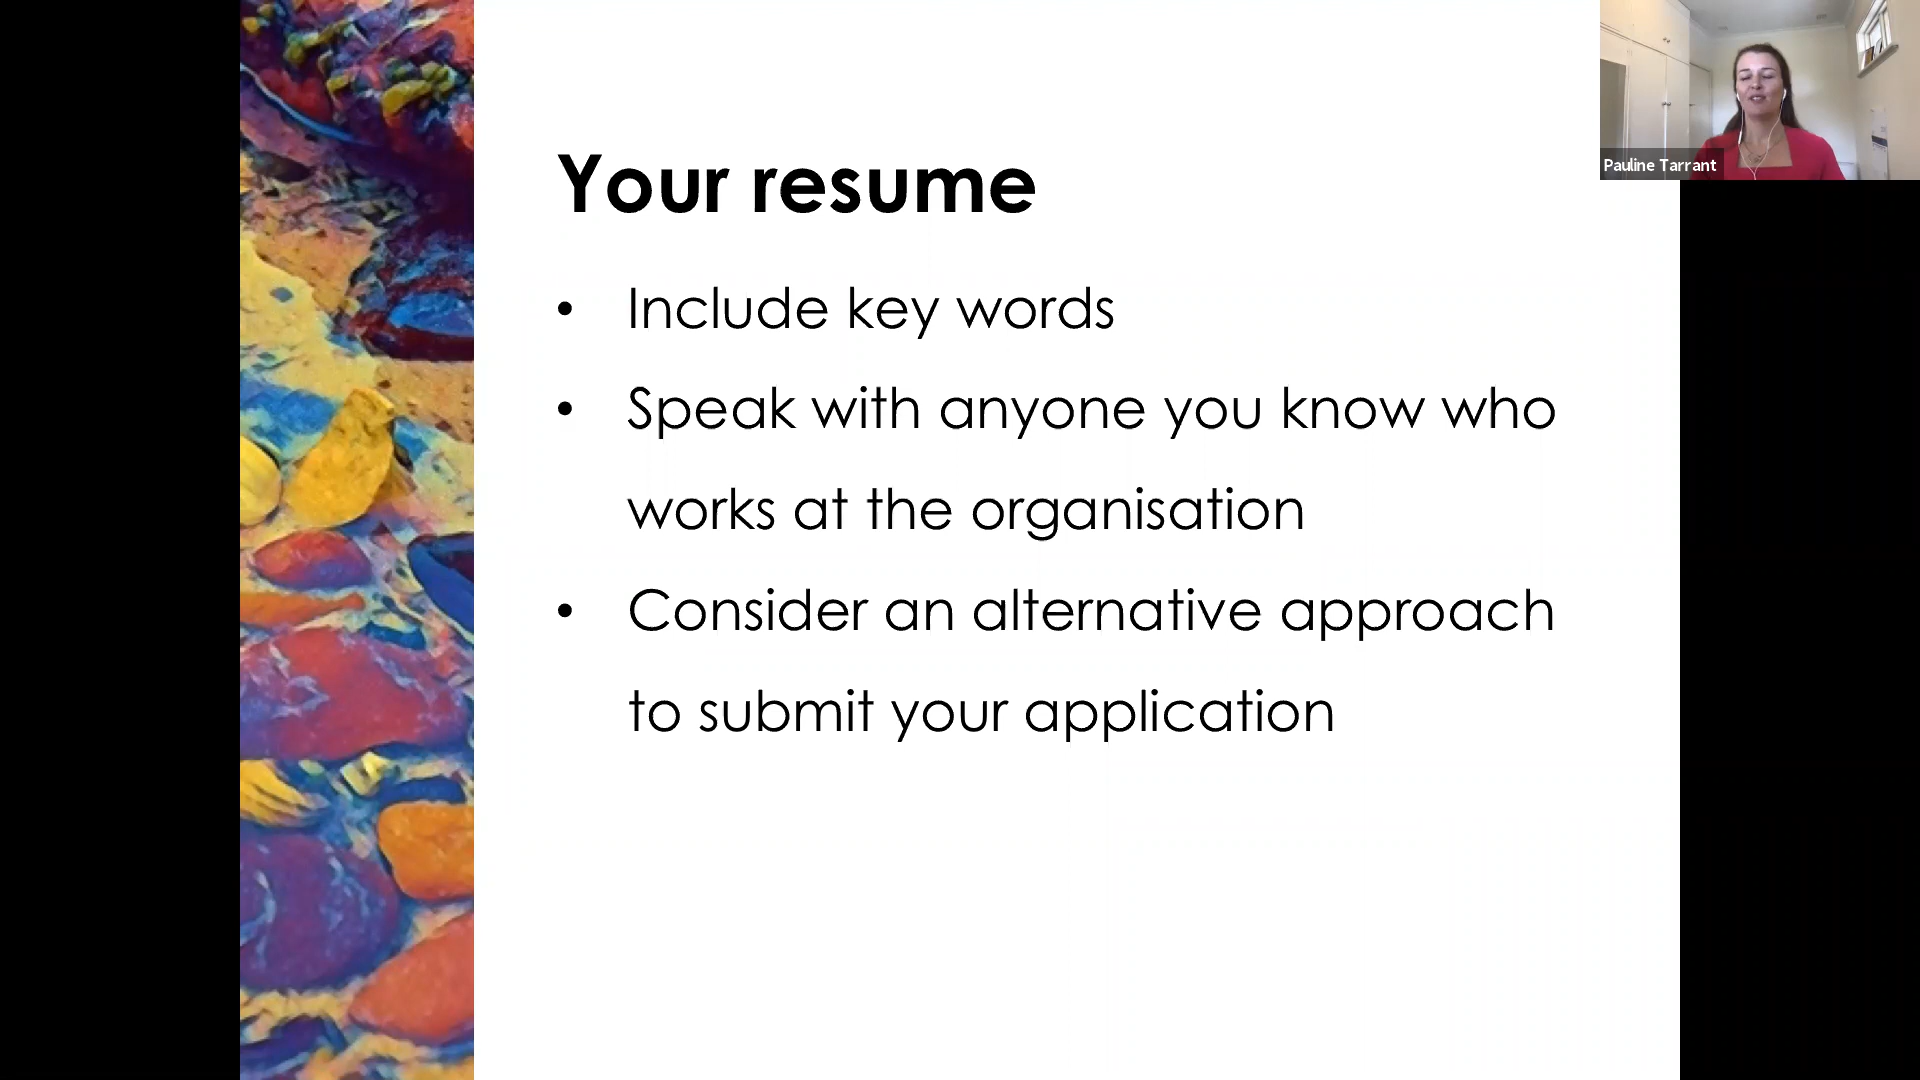 Your resume
• Include key words
• Speak with anyone you know who
works at the organisation
• Consider an alternative approach
to submit your application
Pauline Tarrant